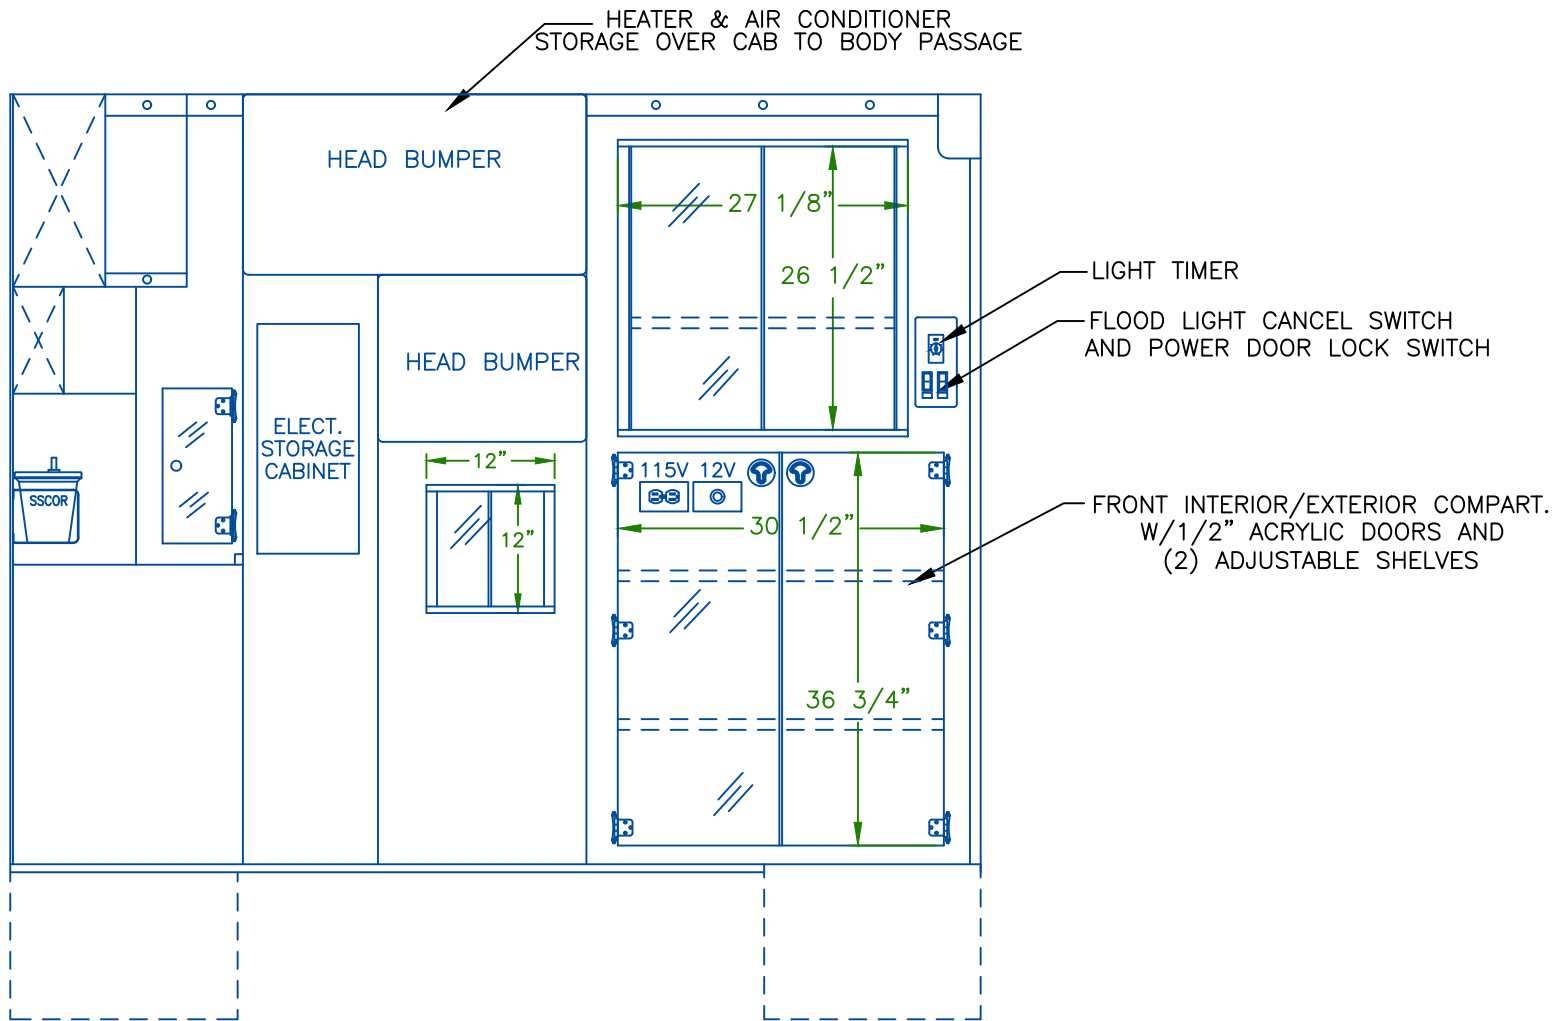 HEATER & AIR CONDITIONER
STORAGE OVER CAB TO BODY PASSAGE
HEAD BUMPER
27 1/8"
26 1/2"
LIGHT TIMER
FLOOD LIGHT CANCEL SWITCH
AND POWER DOOR LOCK SWITCH
HEAD BUMPER
ELECT.
STORAGE
CABINET
12"
115V 12V
SSCOR
12"
30 1/2"
FRONT INTERIOR/EXTERIOR COMPART.
W/1/2" ACRYLIC DOORS AND
(2) ADJUSTABLE SHELVES
36 3/4"